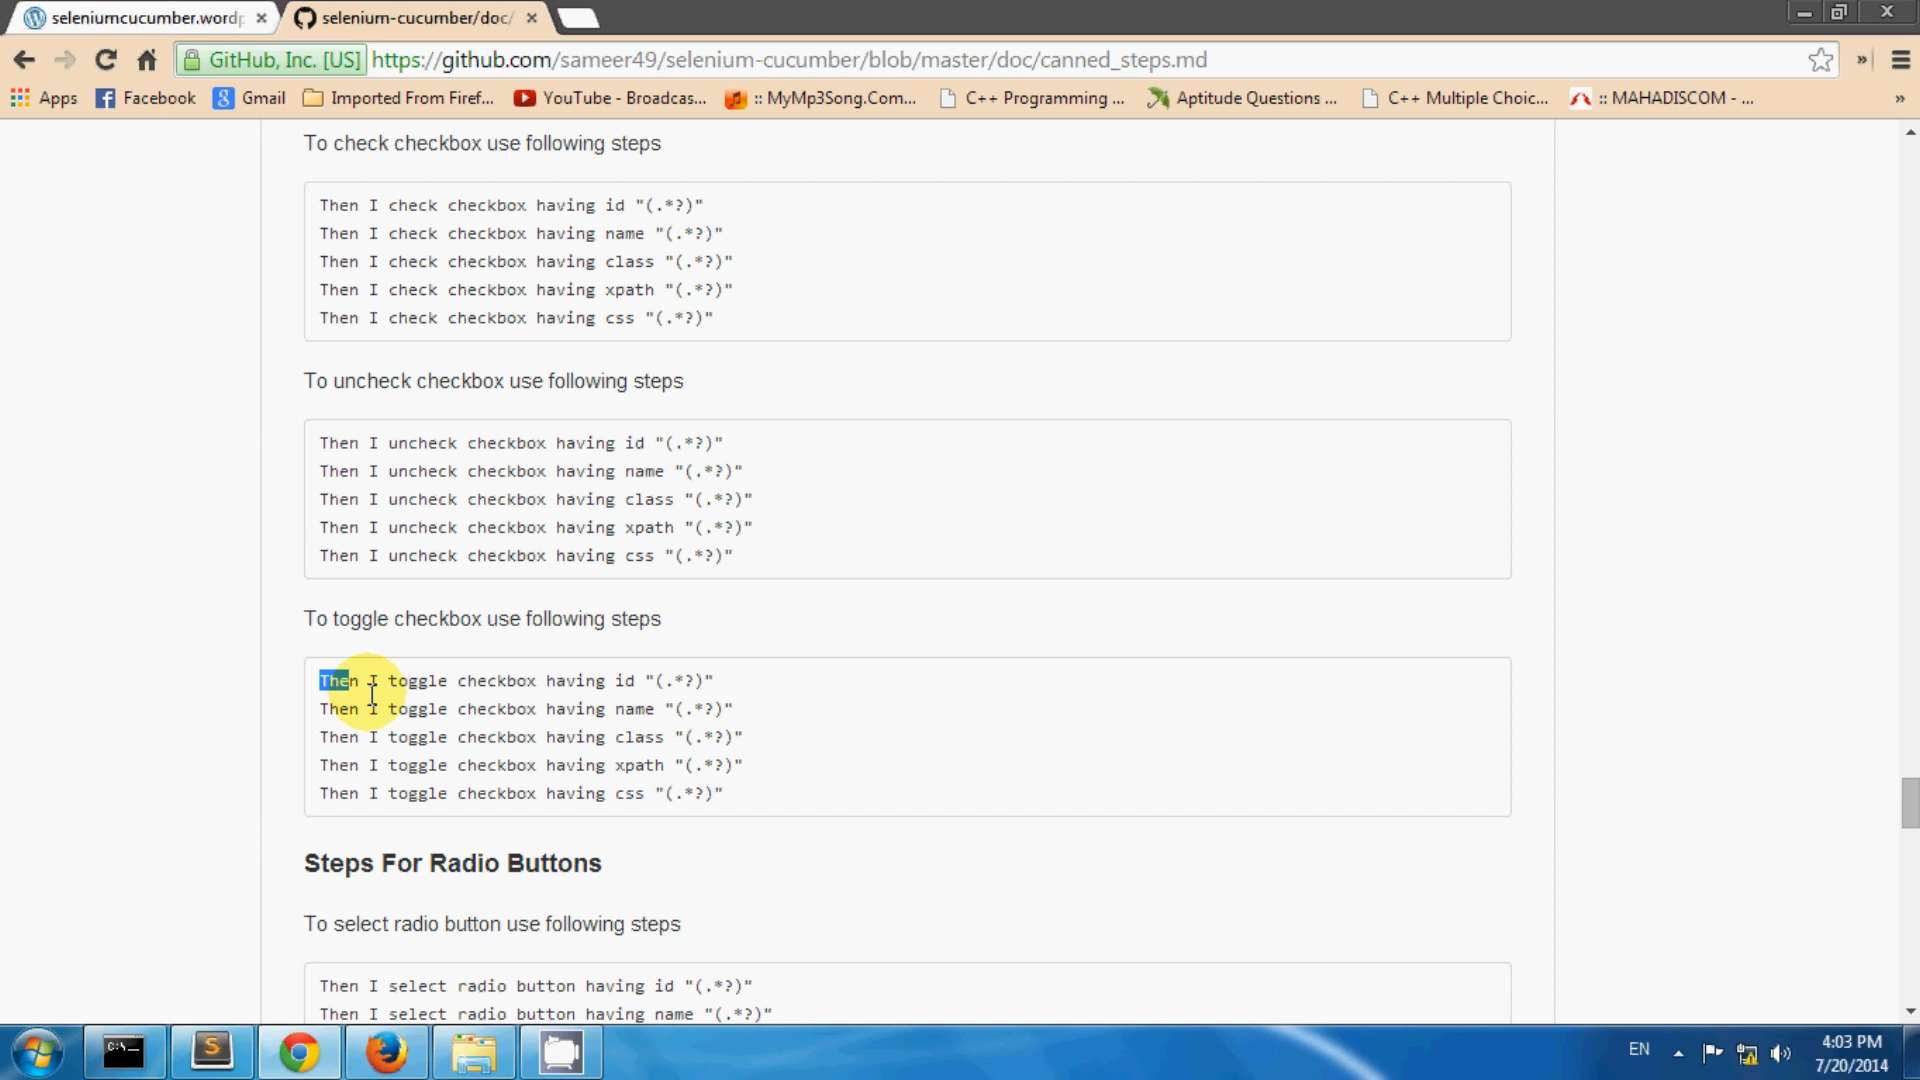 seleniumcucumber.wordp
selenium-cucumber/doc/
GitHub, Inc. [US] https://github.com/sameer49/selenium-cucumber/blob/master/doc/canned_steps.md
Apps Facebook Gmail Imported From Firef... YouTube - Broadcas... :: MyMp3Song.Com... C++ Programming ... Aptitude Questions ... C++ Multiple Choic... :: MAHADISCOM - ...
To check checkbox use following steps
Then I check checkbox having id "(.*?)"
Then I check checkbox having name "(.*?)"
Then I check checkbox having class "(.*?)"
Then I check checkbox having xpath "(.*?)"
Then I check checkbox having css "(.*?)"
To uncheck checkbox use following steps
Then I uncheck checkbox having id "(.*?)"
Then I uncheck checkbox having name "(.*?)"
Then I uncheck checkbox having class "(.*?)"
Then I uncheck checkbox having xpath "(.*?)"
Then I uncheck checkbox having css "(.*?)"
To toggle checkbox use following steps
Then I toggle checkbox having id "(.*?)"
Then I toggle checkbox having name "(.*?)"
Then I toggle checkbox having class "(.*?)"
Then I toggle checkbox having xpath "(.*?)"
Then I toggle checkbox having css "(.*?)"
Steps For Radio Buttons
To select radio button use following steps
Then I select radio button having id "(.*?)"
Then I select radio button having name "(.*?)"
EN
4:03 PM
7/20/2014